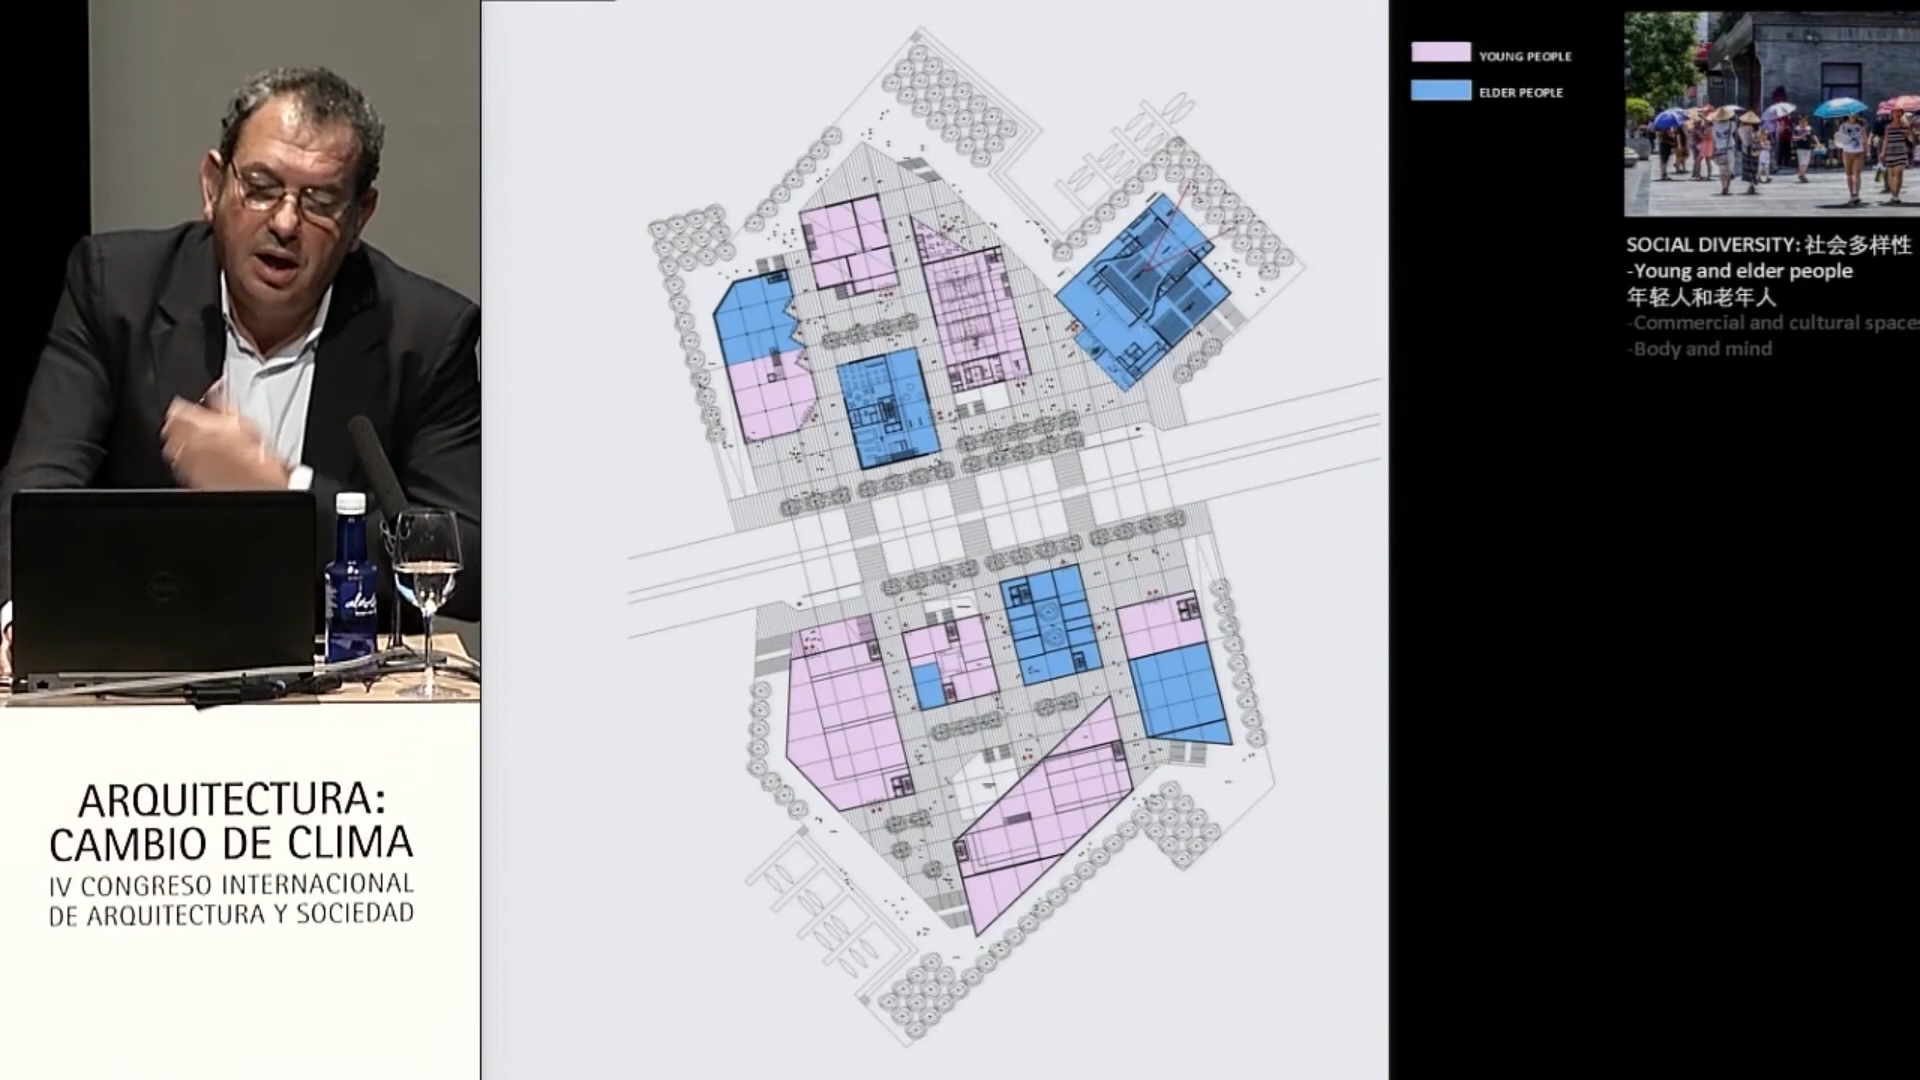 ARQUITECTURA:
CAMBIO DE CLIMA
IV CONGRESO INTERNACIONAL
DE ARQUITECTURA Y SOCIEDAD
YOUNG PEOPLE
ELDER PEOPLE
SOCIAL DIVERSITY: 社会多样性
-Young and elder people
年轻人和老年人
-Commercial and cultural spaces
-Body and mind